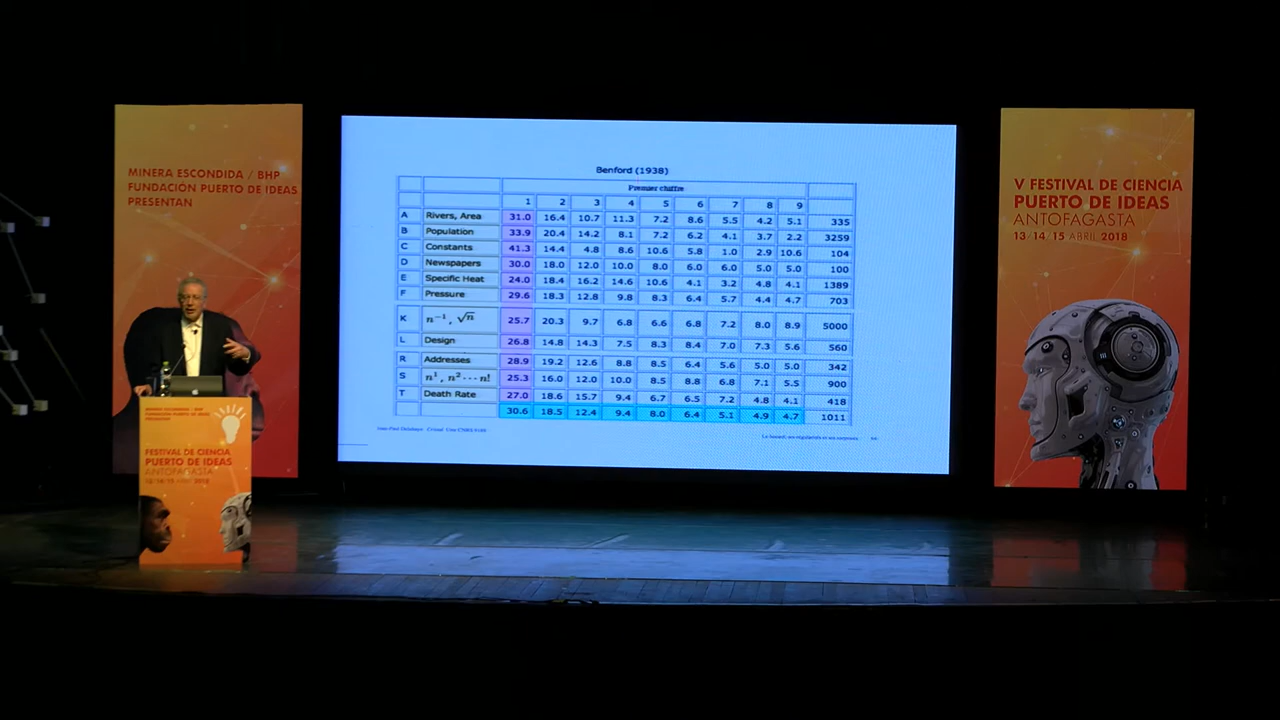 MINERA ESCONDIDA / BHP
FUNDACIÓN PUERTO DE IDEAS
PRESENTAN
Benford (1938)
Premier chiffre
1 2 3 4 5 6 7 8 9
A Rivers, Area 31.0 16.4 10.7 11.3 7.2 8.6 5.5 4.2 5.1 335
B Population 33.9 20.4 14.2 8.1 7.2 6.2 4.1 3.7 2.2 3259
C Constants 41.3 14.4 4.8 8.6 10.6 5.8 1.0 2.9 10.6 104
D Newspapers 30.0 18.0 12.0 10.0 8.0 6.0 6.0 5.0 5.0 100
E Specific Heat 24.0 18.4 16.2 14.6 10.6 4.1 3.2 4.8 4.1 1389
F Pressure 29.6 18.3 12.8 9.8 8.3 6.4 5.7 4.4 4.7 703
K n⁻¹, √n 25.7 20.3 9.7 6.8 6.6 6.8 7.2 8.0 8.9 5000
L Design 26.8 14.8 14.3 7.5 8.3 8.4 7.0 7.3 5.6 560
R Addresses 28.9 19.2 12.6 8.8 8.5 6.4 5.6 5.0 5.0 342
S n¹, n² ··· n! 25.3 16.0 12.0 10.0 8.5 8.8 6.8 7.1 5.5 900
T Death Rate 27.0 18.6 15.7 9.4 6.7 6.5 7.2 4.8 4.1 418
30.6 18.5 12.4 9.4 8.0 6.4 5.1 4.9 4.7 1011
V FESTIVAL DE CIENCIA
PUERTO DE IDEAS
ANTOFAGASTA
13/14/15 ABRIL 2018
MINERA ESCONDIDA / BHP
FUNDACIÓN PUERTO DE IDEAS
PRESENTAN
FESTIVAL DE CIENCIA
PUERTO DE IDEAS
ANTOFAGASTA
13/14/15 ABRIL 2018